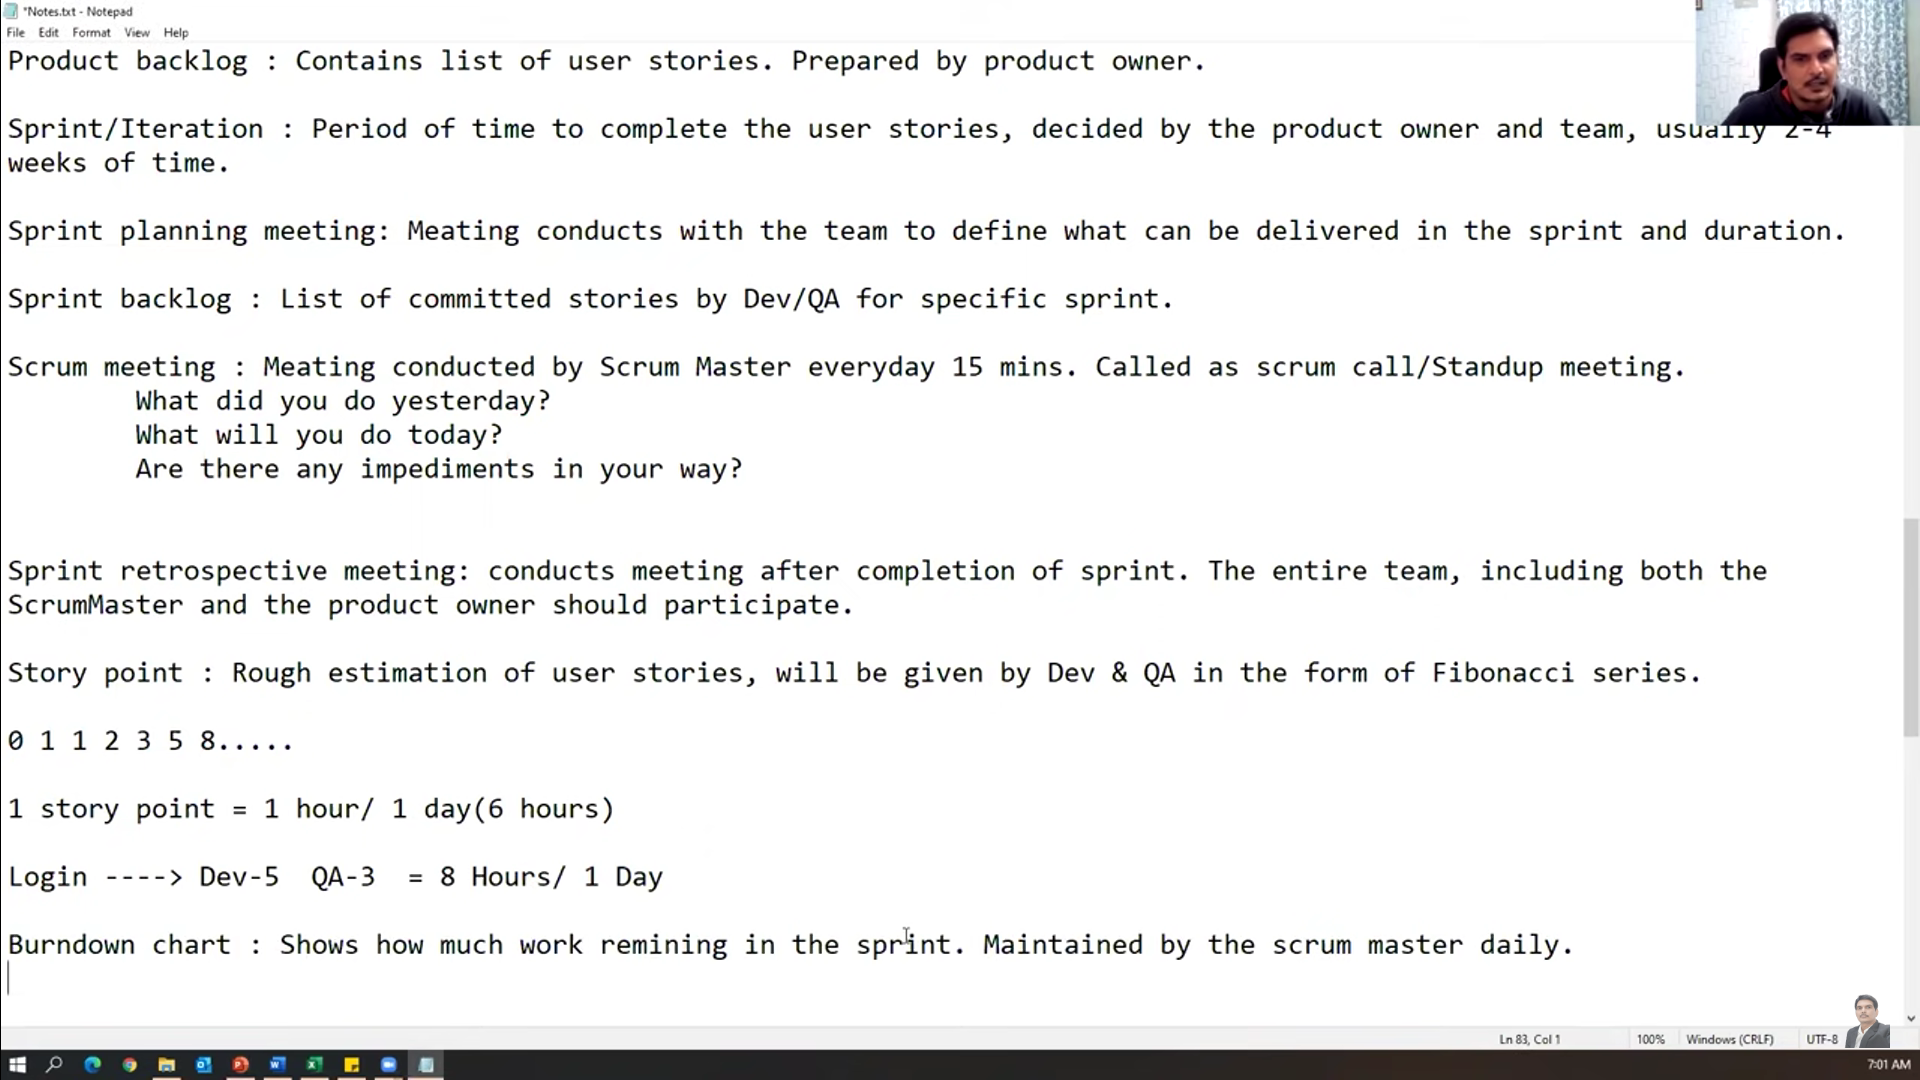 *Notes.txt - Notepad
File Edit Format View Help
Product backlog : Contains list of user stories. Prepared by product owner.
Sprint/Iteration : Period of time to complete the user stories, decided by the product owner and team, usually 2-4
weeks of time.
Sprint planning meeting: Meating conducts with the team to define what can be delivered in the sprint and duration.
Sprint backlog : List of committed stories by Dev/QA for specific sprint.
Scrum meeting : Meating conducted by Scrum Master everyday 15 mins. Called as scrum call/Standup meeting.
What did you do yesterday?
What will you do today?
Are there any impediments in your way?
Sprint retrospective meeting: conducts meeting after completion of sprint. The entire team, including both the
ScrumMaster and the product owner should participate.
Story point : Rough estimation of user stories, will be given by Dev & QA in the form of Fibonacci series.
0 1 1 2 3 5 8.....
1 story point = 1 hour/ 1 day(6 hours)
Login ----> Dev-5  QA-3  = 8 Hours/ 1 Day
Burndown chart : Shows how much work remining in the sprint. Maintained by the scrum master daily.
Ln 83, Col 1 100% Windows (CRLF) UTF-8
7:01 AM